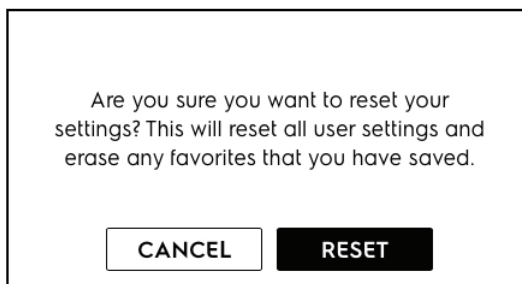 Are you sure you want to reset your
settings? This will reset all user settings and
erase any favorites that you have saved.
CANCEL RESET